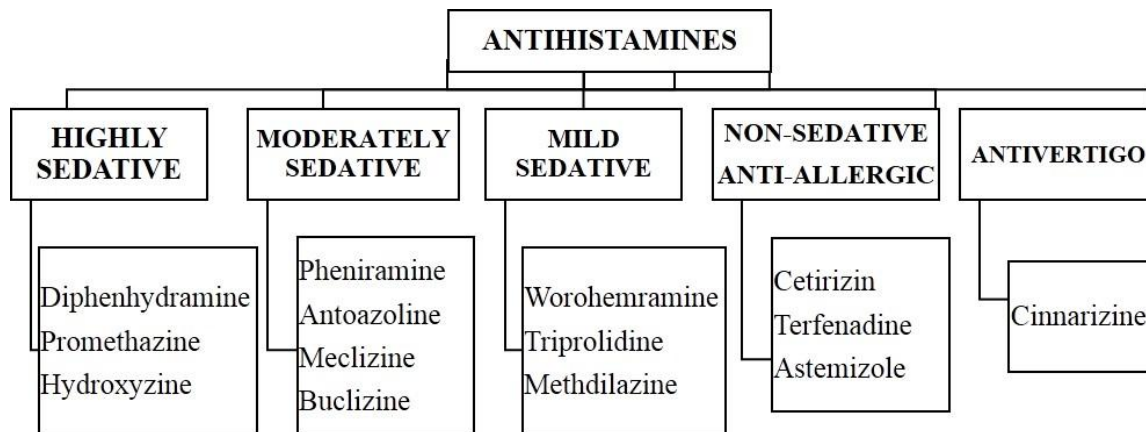 ANTIHISTAMINES
HIGHLY
SEDATIVE
MODERATELY
SEDATIVE
MILD
SEDATIVE
NON-SEDATIVE
ANTI-ALLERGIC
ANTIVERTIGO
Diphenhydramine
Promethazine
Hydroxyzine
Pheniramine
Antoazoline
Meclizine
Buclizine
Worohemramine
Triprolidine
Methdilazine
Cetirizin
Terfenadine
Astemizole
Cinnarizine